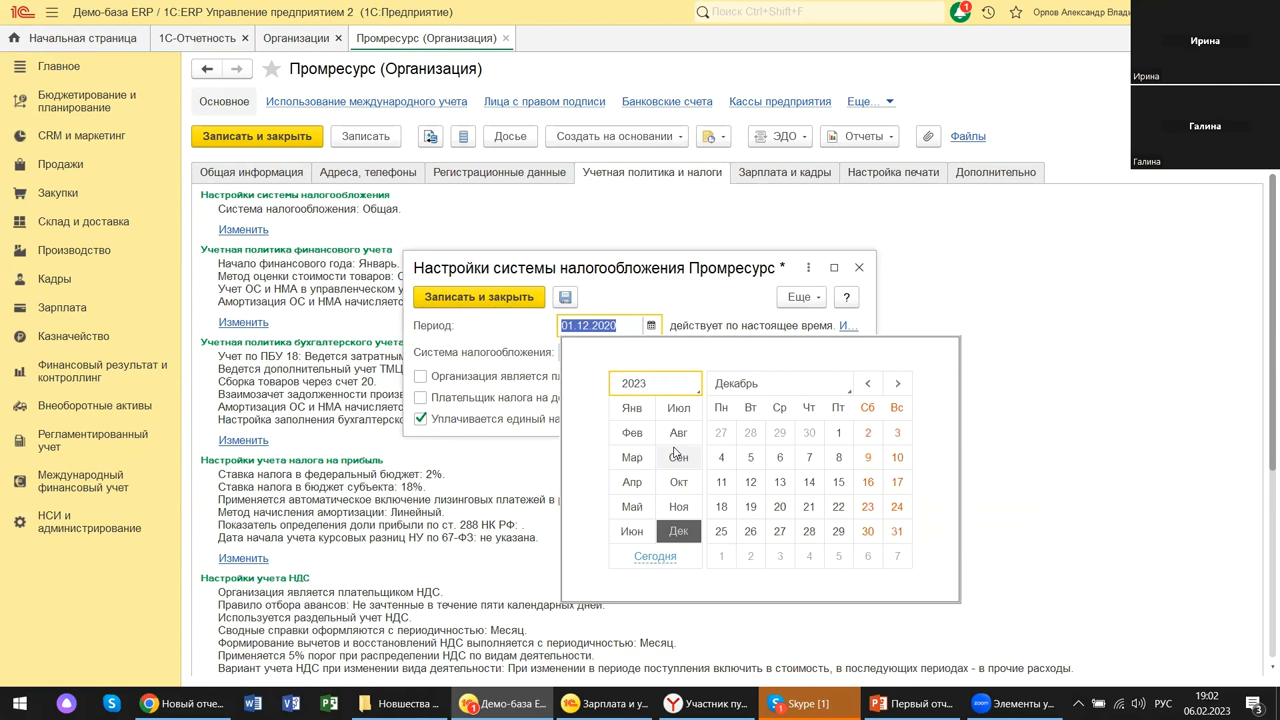 Демо-база ERP / 1С:ERP Управление предприятием 2 (1С:Предприятие)
Поиск Ctrl+Shift+F
1
Орлов Александр Влади
Начальная страница
1С-Отчетность ×
Организации ×
Промресурс (Организация) ×
Ирина
Ирина
Галина
Галина
Главное
Бюджетирование и
планирование
CRM и маркетинг
Продажи
Закупки
Склад и доставка
Производство
Кадры
Зарплата
Казначейство
Финансовый результат и
контроллинг
Внеоборотные активы
Регламентированный
учет
Международный
финансовый учет
НСИ и
администрирование
Промресурс (Организация)
Основное
Использование международного учета
Лица с правом подписи
Банковские счета
Кассы предприятия
Еще...
Записать и закрыть
Записать
Досье
Создать на основании
ЭДО
Отчеты
Файлы
Общая информация
Адреса, телефоны
Регистрационные данные
Учетная политика и налоги
Зарплата и кадры
Настройка печати
Дополнительно
Настройки системы налогообложения
Система налогообложения: Общая.
Изменить
Учетная политика финансового учета
Начало финансового года: Январь.
Метод оценки стоимости товаров: С
Учет ОС и НМА в управленческом у
Амортизация ОС и НМА начисляетс
Изменить
Учетная политика бухгалтерского учета
Учет по ПБУ 18: Ведется затратным
Ведется дополнительный учет ТМЦ
Сборка товаров через счет 20.
Взаимозачет задолженности произв
Амортизация ОС и НМА начисляетс
Настройка заполнения бухгалтерско
Изменить
Настройки учета налога на прибыль
Ставка налога в федеральный бюджет: 2%.
Ставка налога в бюджет субъекта: 18%.
Применяется автоматическое включение лизинговых платежей в р
Метод начисления амортизации: Линейный.
Показатель определения доли прибыли по ст. 288 НК РФ: .
Дата начала учета курсовых разниц НУ по 67-ФЗ: не указана.
Изменить
Настройки учета НДС
Организация является плательщиком НДС.
Правило отбора авансов: Не зачтенные в течение пяти календарных дней.
Используется раздельный учет НДС.
Сводные справки оформляются с периодичностью: Месяц.
Формирование вычетов и восстановлений НДС выполняется с периодичностью: Месяц.
Применяется 5% порог при распределении НДС по видам деятельности.
Вариант учета НДС при изменении вида деятельности: При изменении в периоде поступления включить в стоимость, в последующих периодах - в прочие расходы.
Настройки системы налогообложения Промресурс *
Записать и закрыть
Еще
?
Период:
01.12.2020
действует по настоящее время.
И...
Система налогообложения:
Организация является пл
Плательщик налога на до
Уплачивается единый на
2023
Декабрь
Янв Июл Пн Вт Ср Чт Пт Сб Вс
Фев Авг 27 28 29 30 1 2 3
Мар Сен 4 5 6 7 8 9 10
Апр Окт 11 12 13 14 15 16 17
Май Ноя 18 19 20 21 22 23 24
Июн Дек 25 26 27 28 29 30 31
Сегодня 1 2 3 4 5 6 7
Новый отче...
Новшества ...
Демо-база E...
Зарплата и у...
Участник пу...
Skype [1]
Первый отч...
Элементы у...
РУС
19:02
06.02.2023